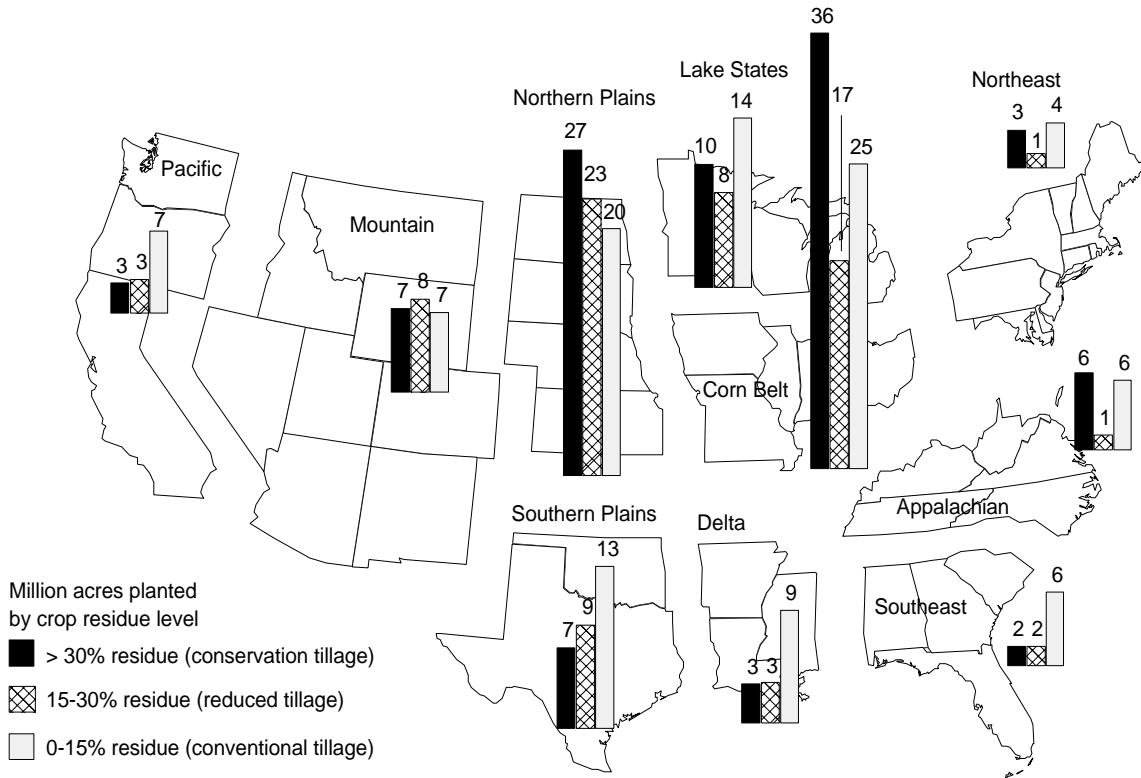 36
Lake States
Northeast
Northern Plains
14
17
3
4
27
10
1
25
Pacific
8
23
7
20
Mountain
3
3
8
7
7
6
6
Corn Belt
1
Southern Plains
Delta
Appalachian
13
6
Million acres planted
by crop residue level
9
9
Southeast
7
2
2
> 30% residue (conservation tillage)
3
3
15-30% residue (reduced tillage)
0-15% residue (conventional tillage)